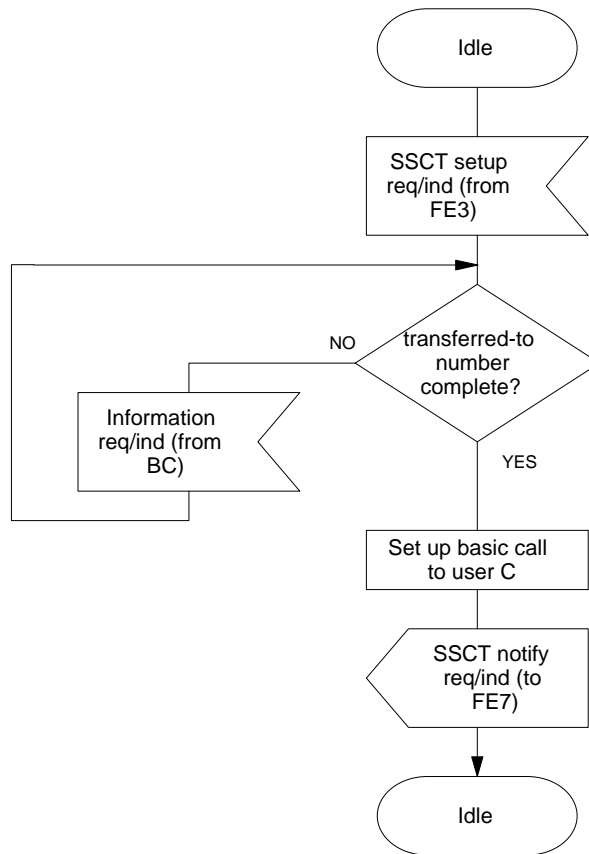 Idle
SSCT setup
req/ind (from
FE3)
transferred-to
number
complete?
NO
Information
req/ind (from
BC)
YES
Set up basic call
to user C
SSCT notify
req/ind (to
FE7)
Idle